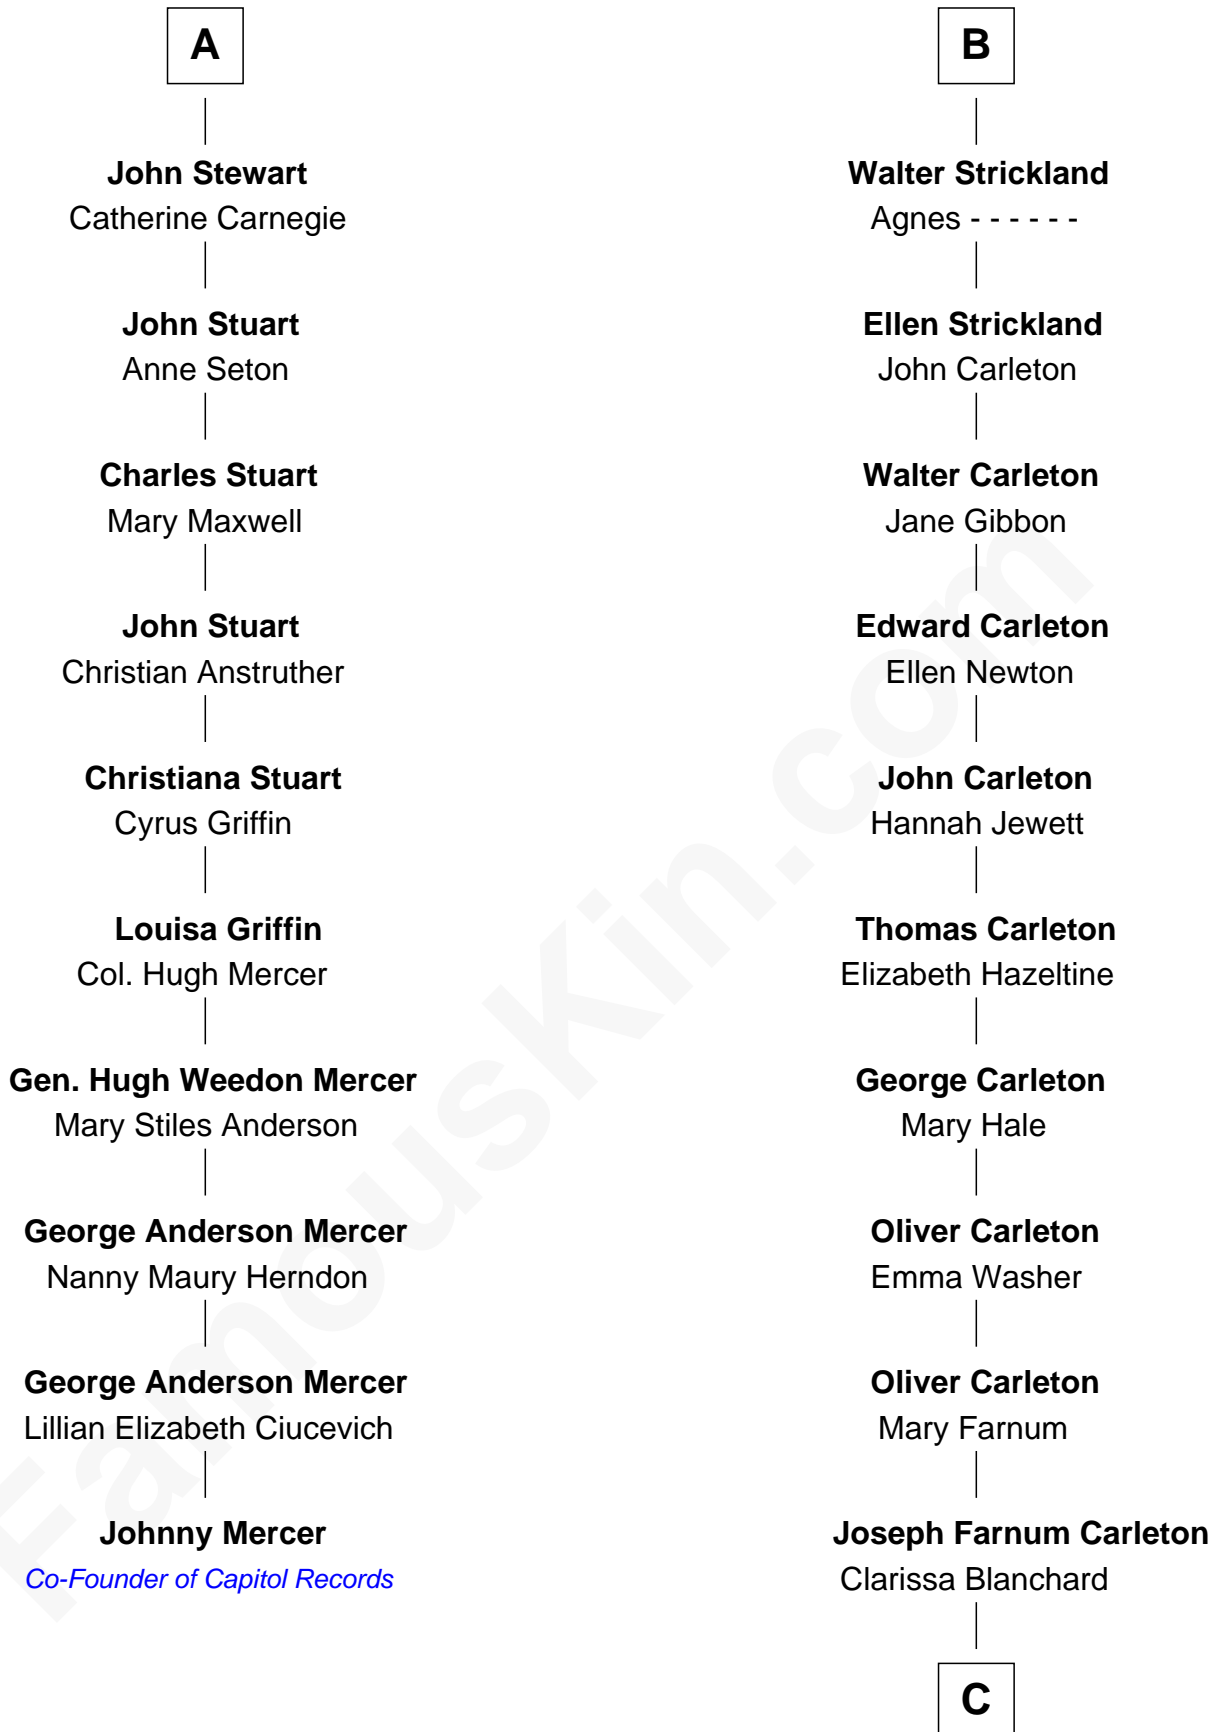 A
John Stewart
Catherine Carnegie
John Stuart
Anne Seton
Charles Stuart
Mary Maxwell
John Stuart
Christian Anstruther
Christiana Stuart
Cyrus Griffin
Louisa Griffin
Col. Hugh Mercer
Gen. Hugh Weedon Mercer
Mary Stiles Anderson
George Anderson Mercer
Nanny Maury Herndon
George Anderson Mercer
Lillian Elizabeth Ciucevich
Johnny Mercer
Co-Founder of Capitol Records
B
Walter Strickland
Agnes - - - - - -
Ellen Strickland
John Carleton
Walter Carleton
Jane Gibbon
Edward Carleton
Ellen Newton
John Carleton
Hannah Jewett
Thomas Carleton
Elizabeth Hazeltine
George Carleton
Mary Hale
Oliver Carleton
Emma Washer
Oliver Carleton
Mary Farnum
Joseph Farnum Carleton
Clarissa Blanchard
C
FamousKin.com